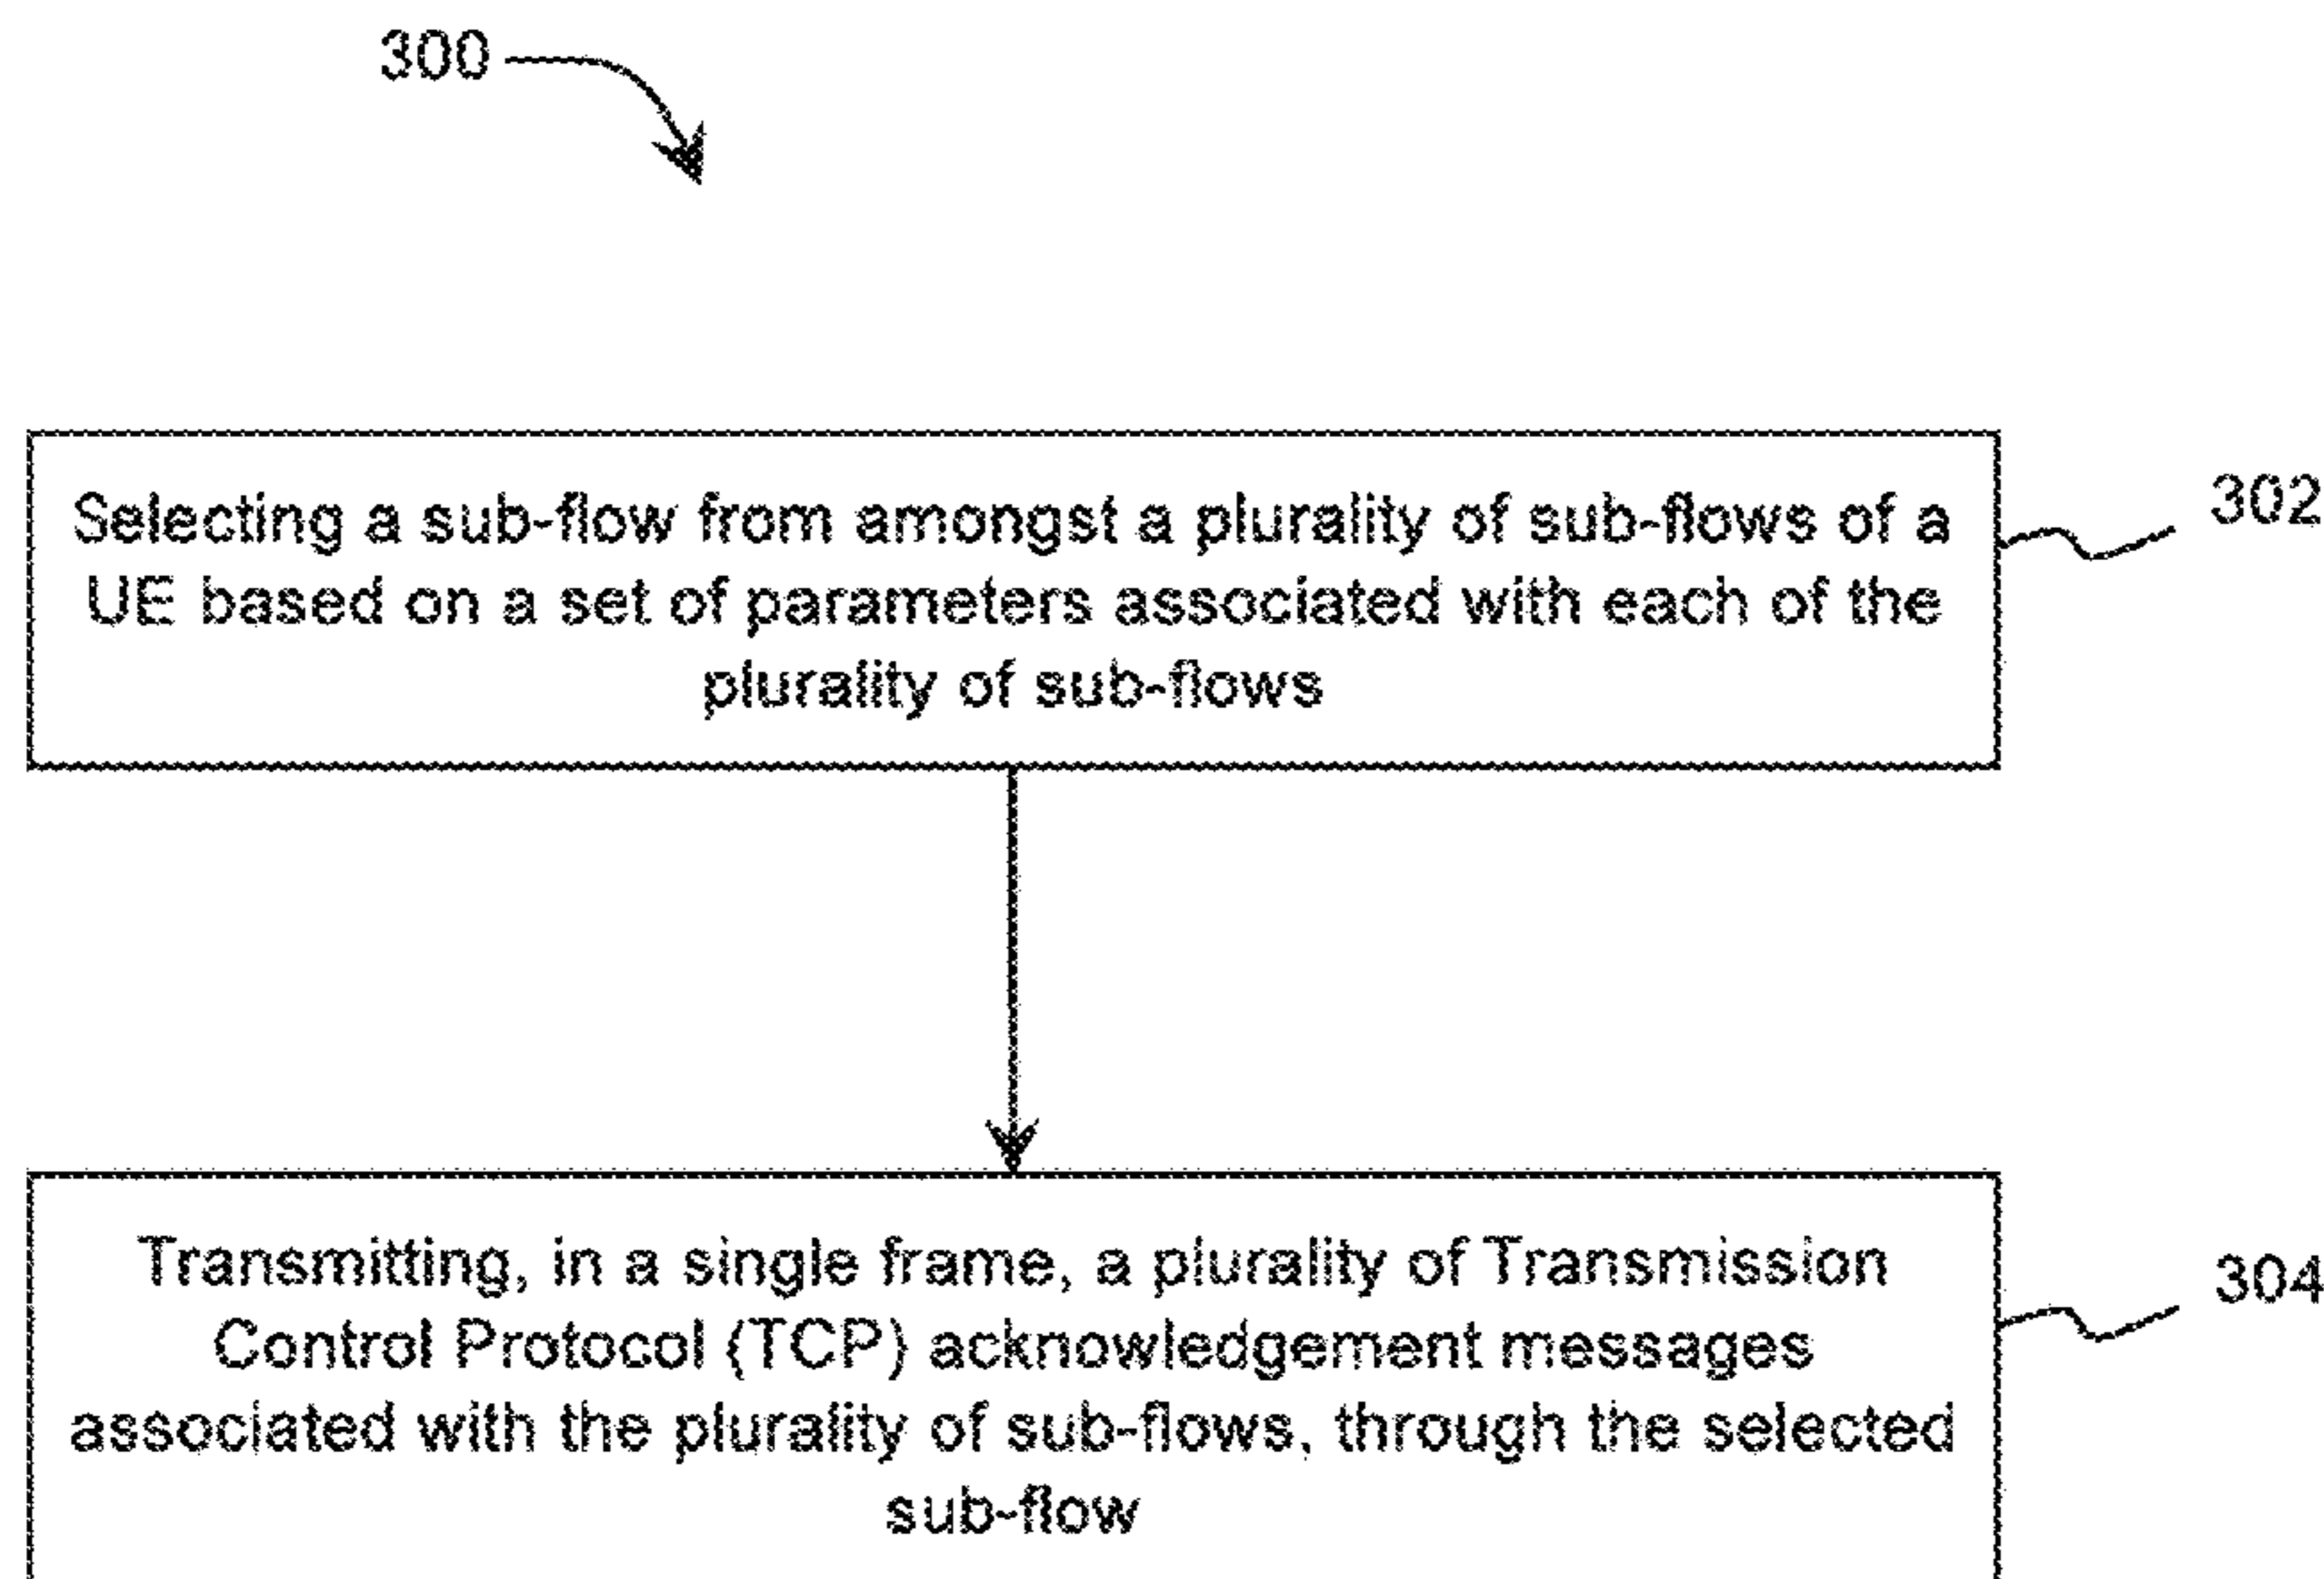 300
Selecting a sub-flow from amongst a plurality of sub-flows of a
UE based on a set of parameters associated with each of the
plurality of sub-flows
302
Transmitting, in a single frame, a plurality of Transmission
Control Protocol (TCP) acknowledgement messages
associated with the plurality of sub-flows, through the selected
sub-flow
304